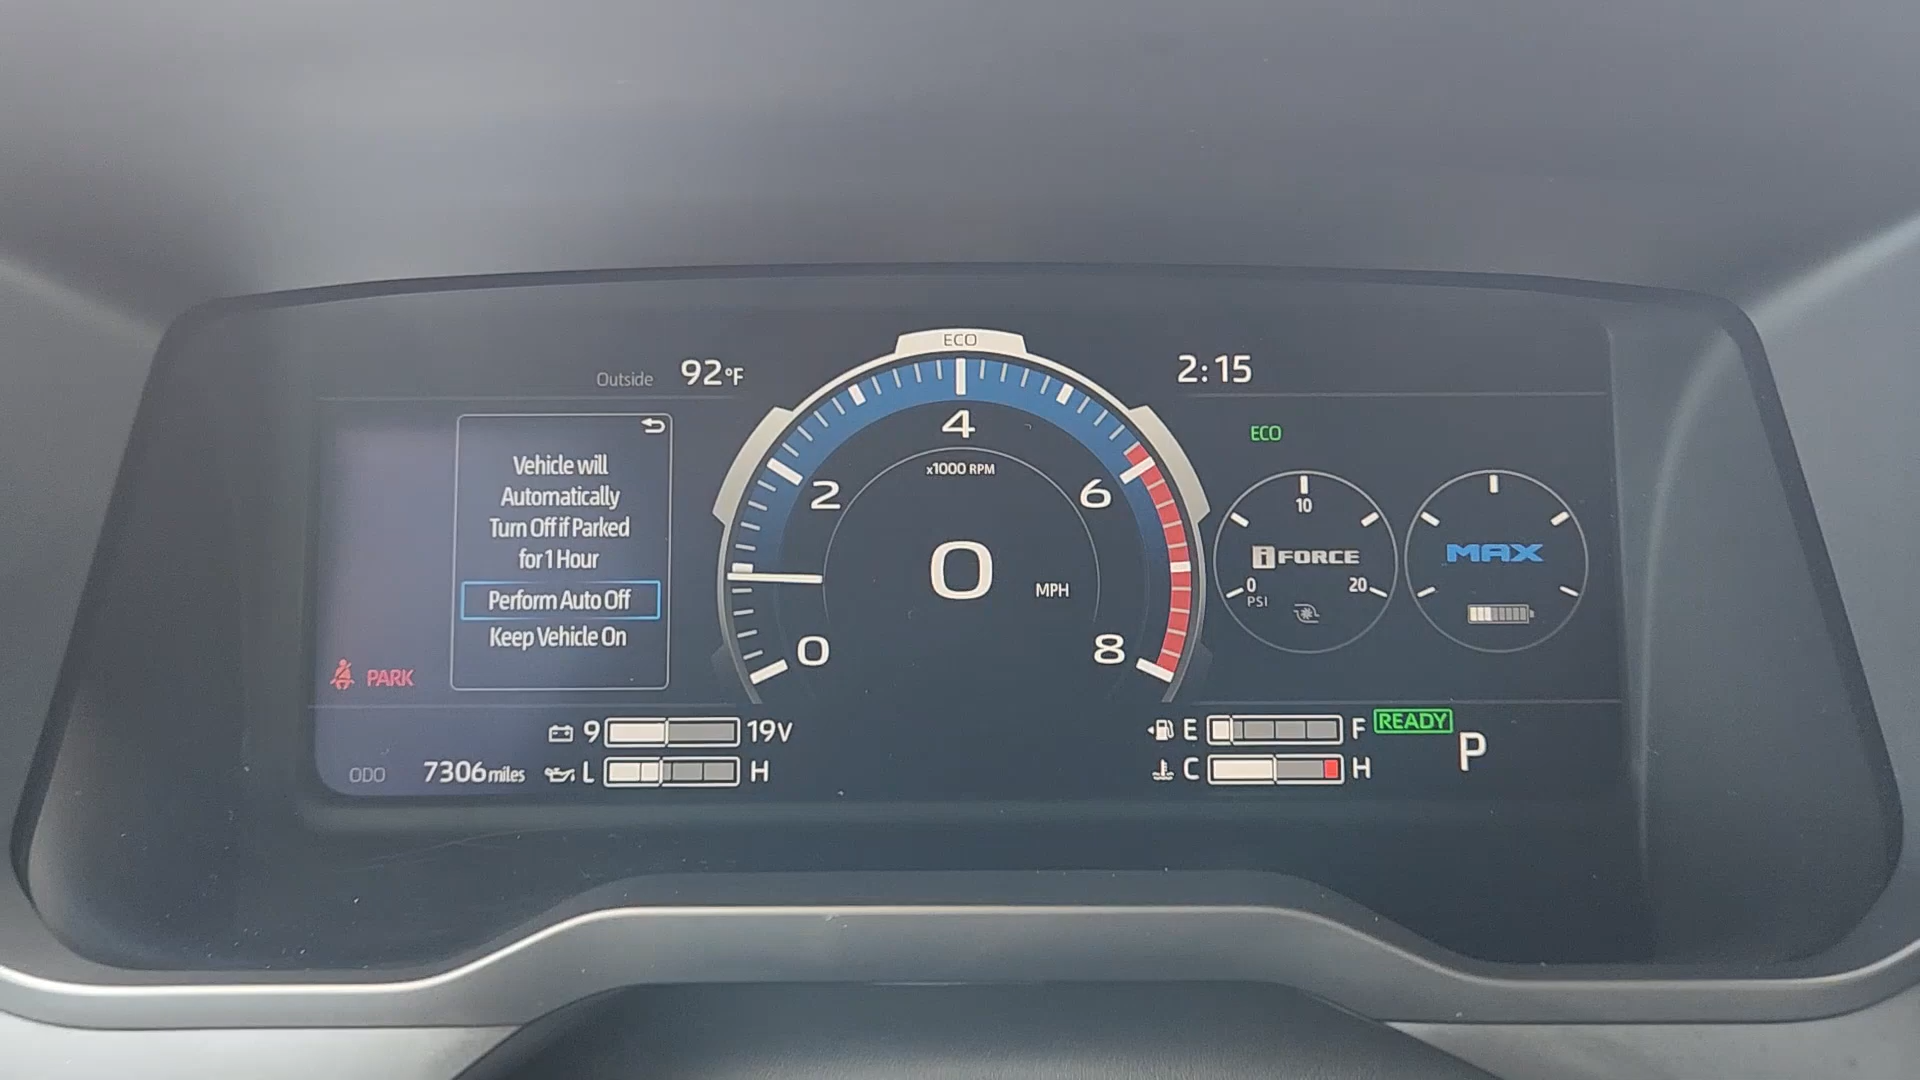 ECO
Outside 92°F
2:15
Vehicle will
Automatically
Turn Off if Parked
for 1 Hour
Perform Auto Off
Keep Vehicle On
PARK
ODO 7306 miles
9 19V
L H
0
2
4
6
8
x1000 RPM
0 MPH
ECO
10
iFORCE
0 20
PSI
MAX
E F
C H
READY
P